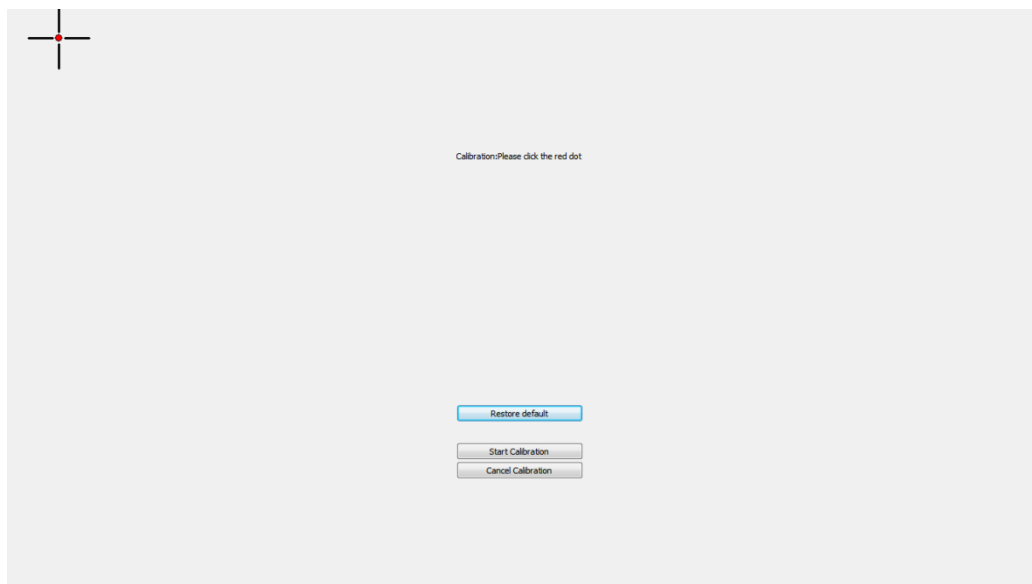 Calibration:Please click the red dot
Restore default
Start Calibration
Cancel Calibration